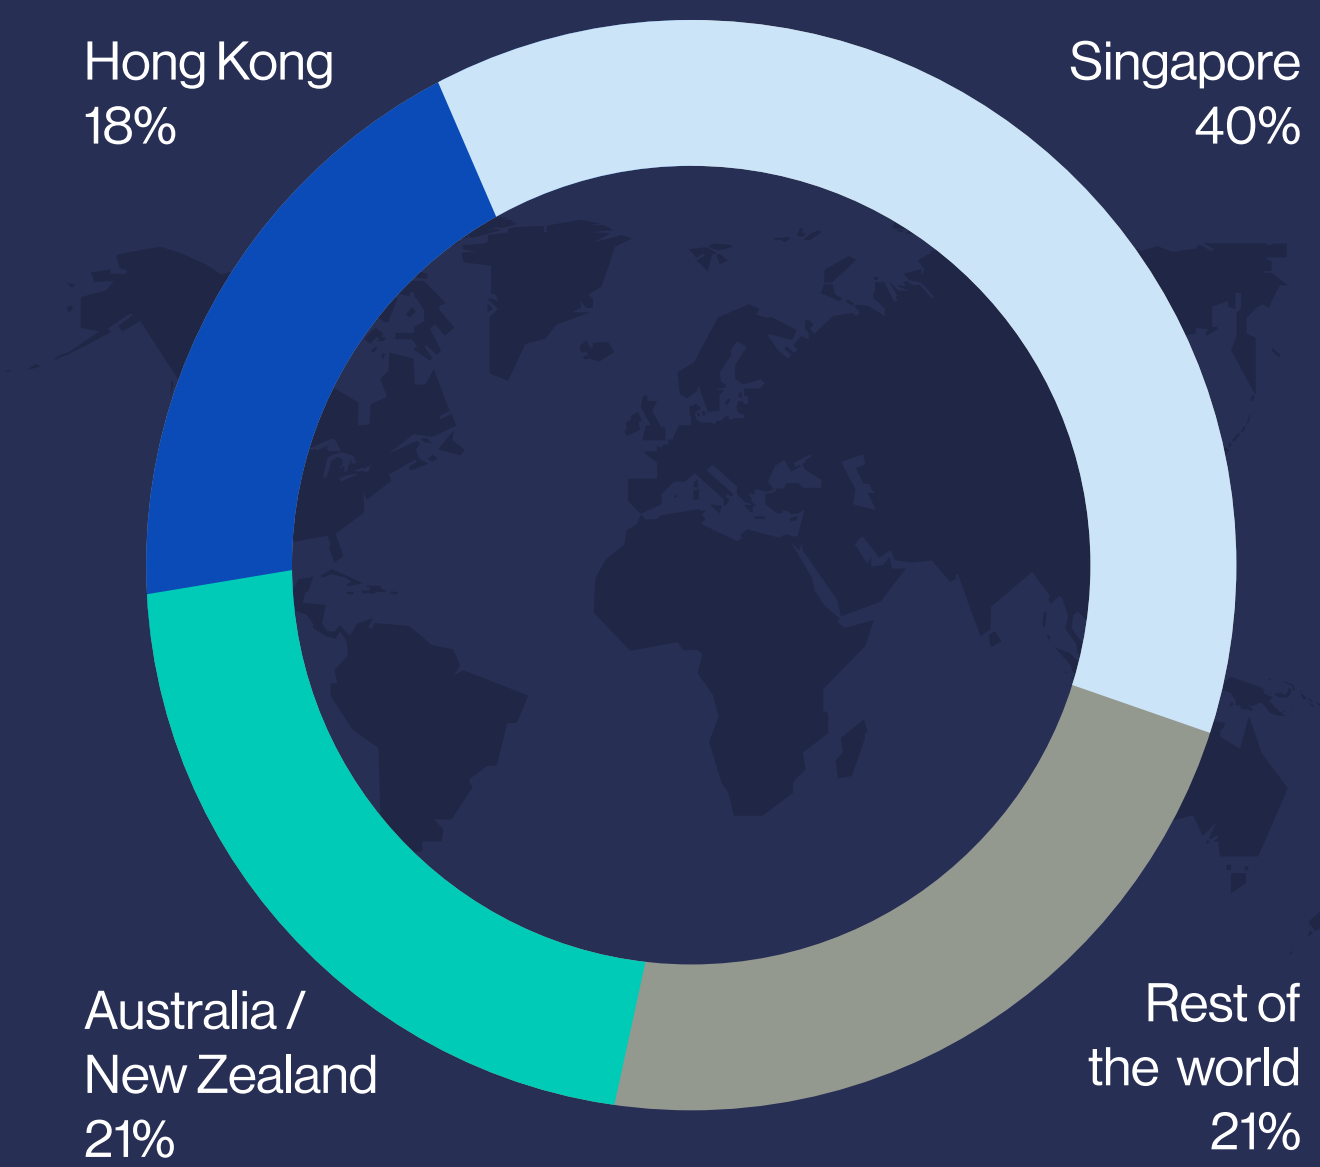 Hong Kong
18%
Singapore
40%
Australia /
New Zealand
21%
Rest of
the world
21%